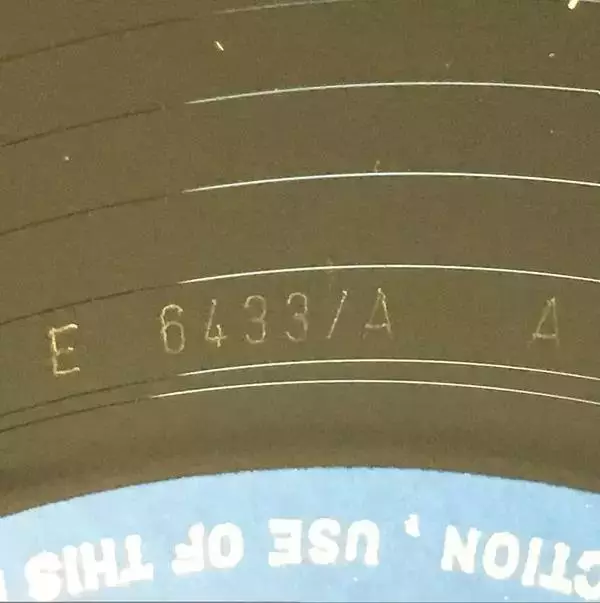 E 6433/A A
CTION, USE OF THIS